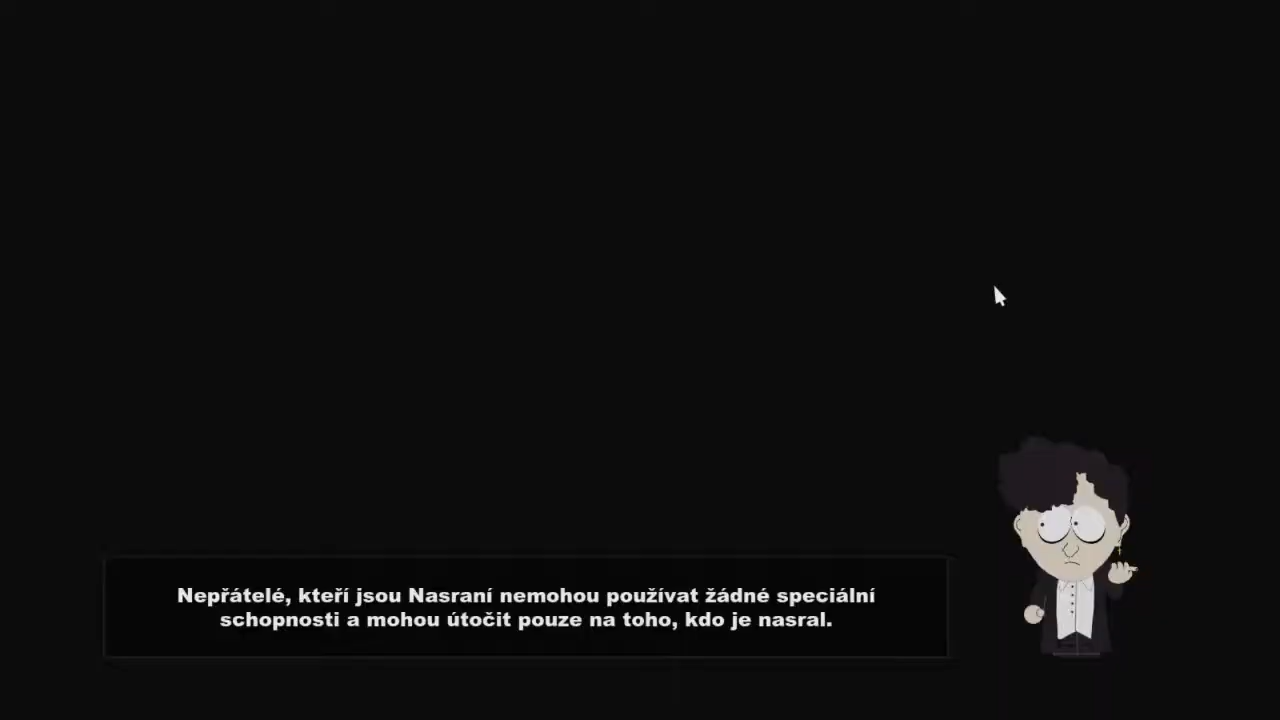 Nepřátelé, kteří jsou Nasraní nemohou používat žádné speciální
schopnosti a mohou útočit pouze na toho, kdo je nasral.